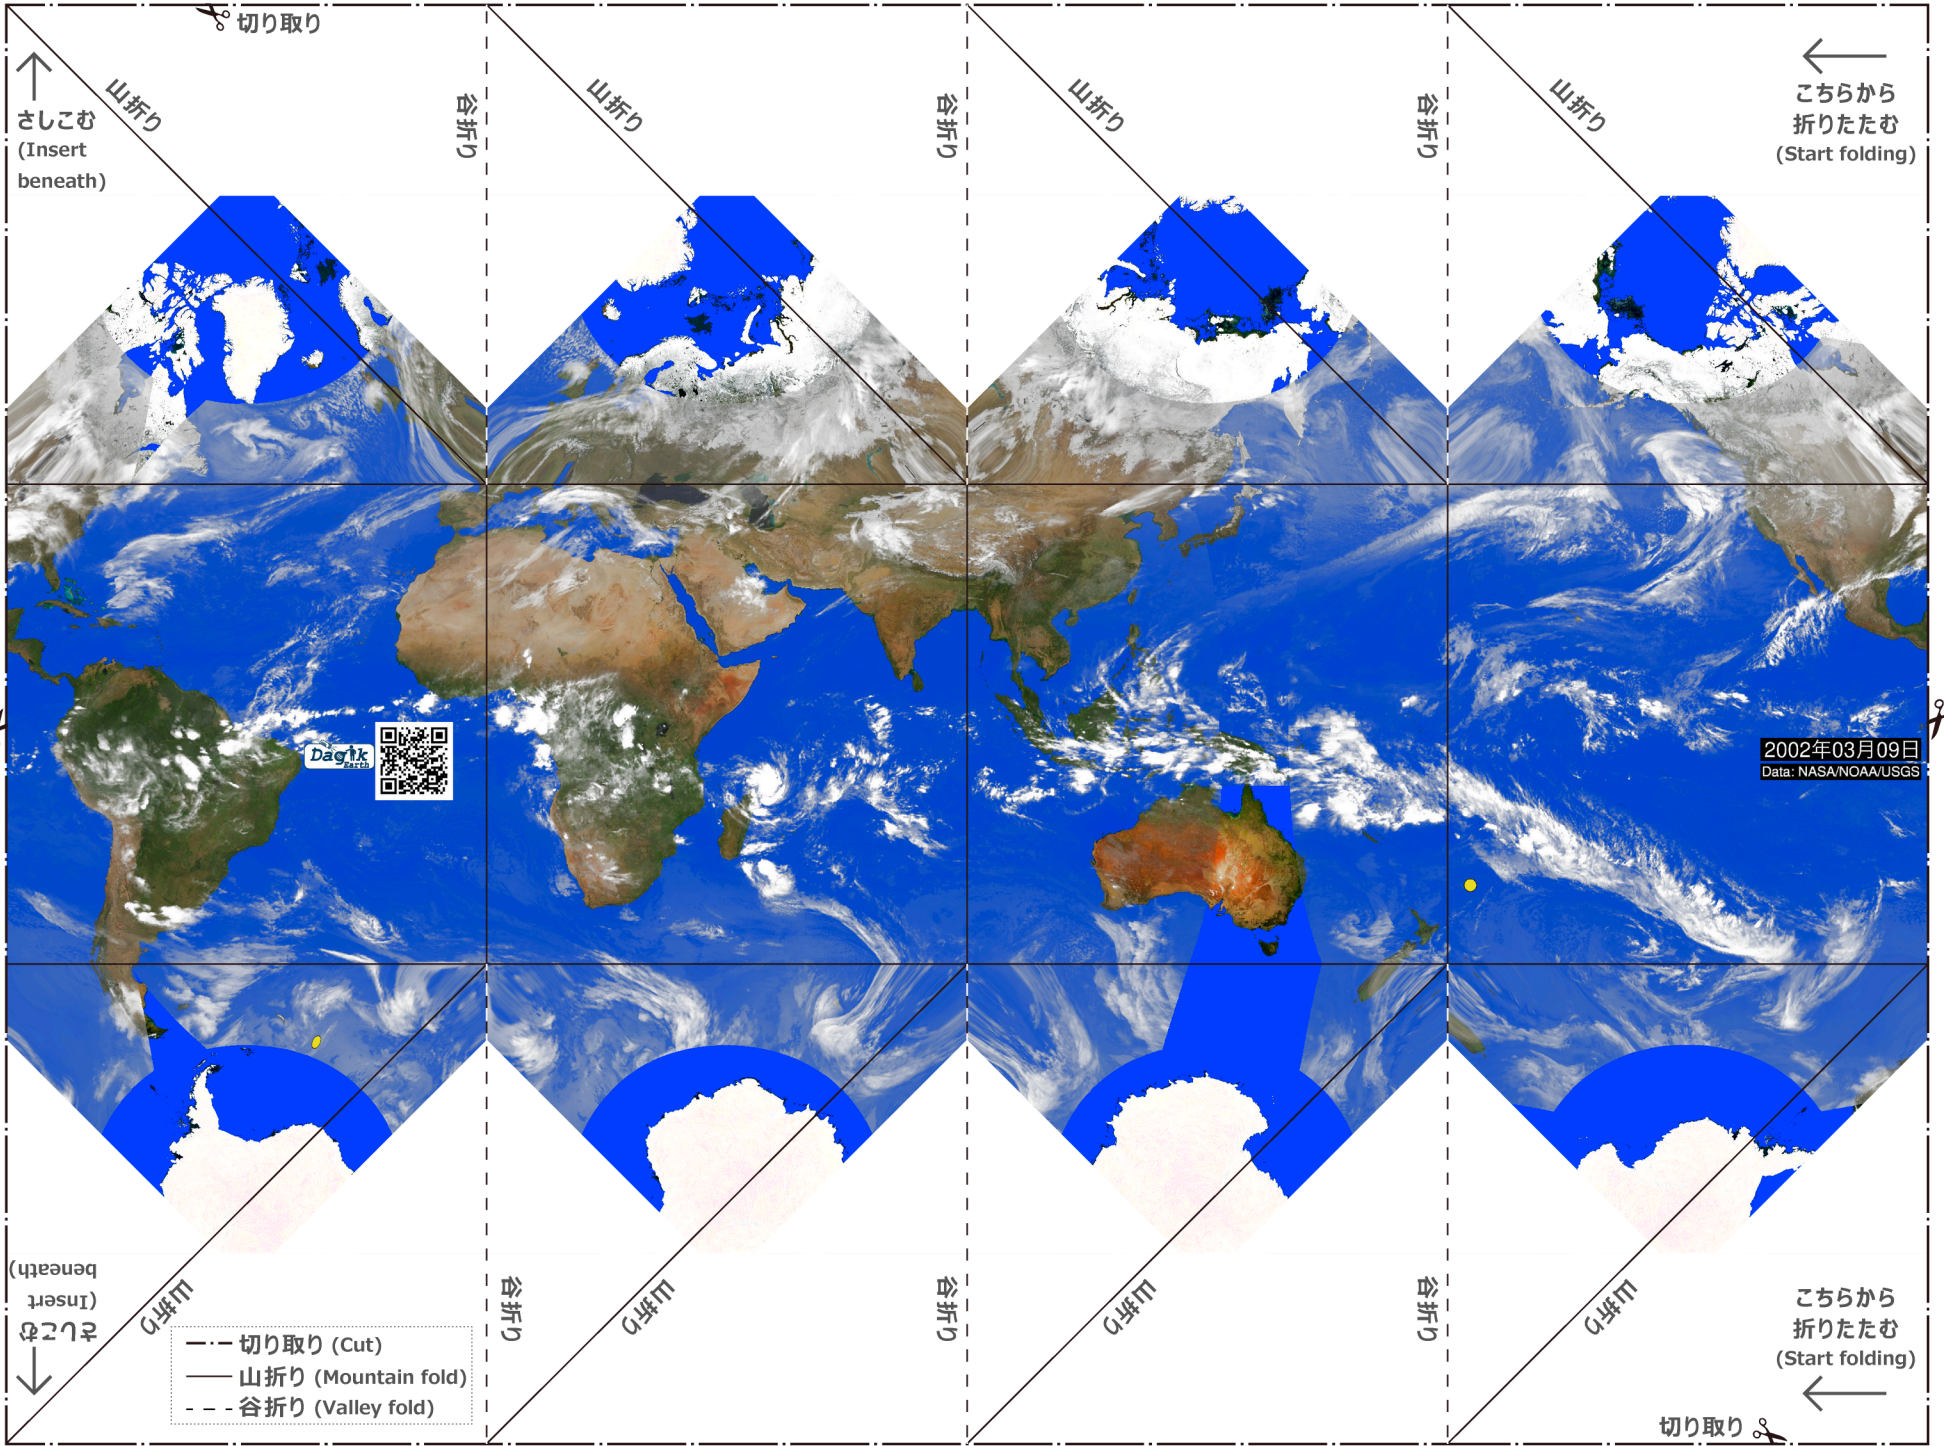 切り取り
さしこむ
(Insert
beneath)
山折り
谷折り
山折り
谷折り
山折り
谷折り
山折り
こちらから
折りたたむ
(Start folding)
Dagik
Earth
2002年03月09日
Data: NASA/NOAA/USGS
さしこむ
(Insert
beneath)
山折り
谷折り
山折り
谷折り
山折り
谷折り
山折り
こちらから
折りたたむ
(Start folding)
切り取り (Cut)
山折り (Mountain fold)
谷折り (Valley fold)
切り取り